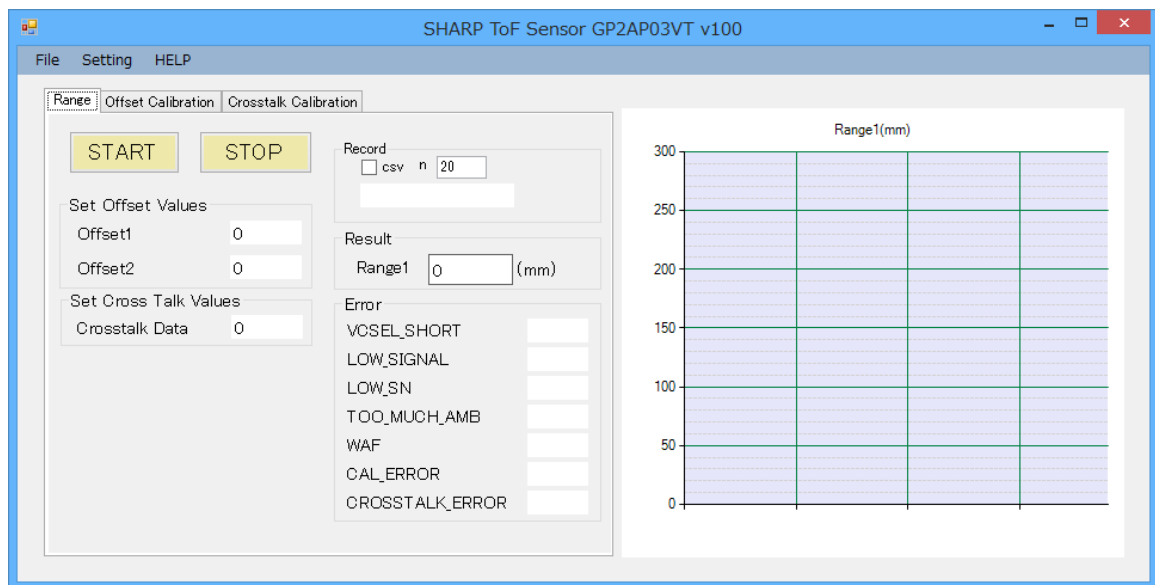 SHARP ToF Sensor GP2AP03VT v100
File Setting HELP
Range Offset Calibration Crosstalk Calibration
START STOP
Set Offset Values
Offset1 0
Offset2 0
Set Cross Talk Values
Crosstalk Data 0
Record
csv n 20
Result
Range1 0 (mm)
Error
VCSEL_SHORT
LOW_SIGNAL
LOW_SN
TOO_MUCH_AMB
WAF
CAL_ERROR
CROSSTALK_ERROR
Range1(mm)
300
250
200
150
100
50
0